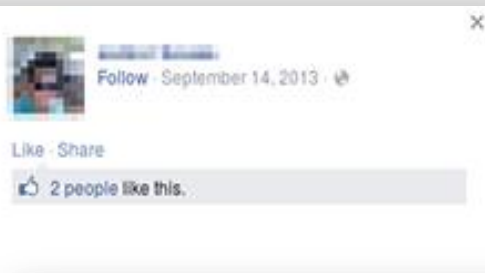 Follow · September 14, 2013 ·
Like · Share
2 people like this.